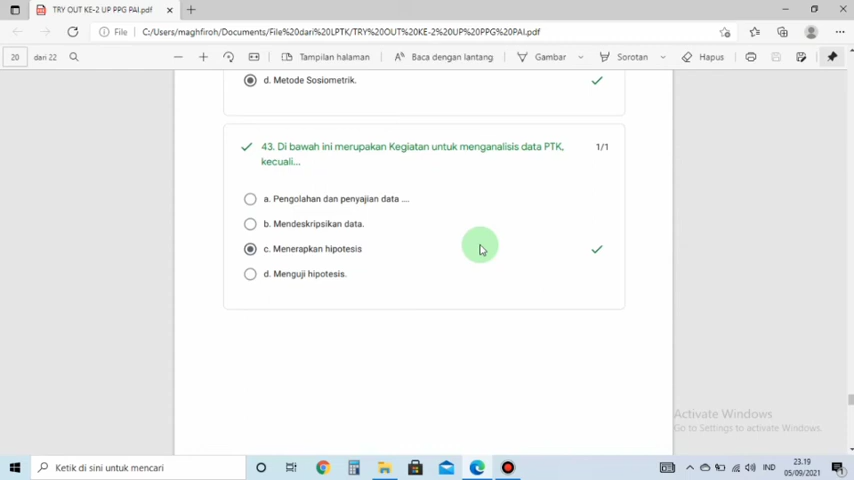 TRY OUT KE-2 UP PPG PAI.pdf
File
C:/Users/maghfiroh/Documents/File%20dari%20LPTK/TRY%20OUT%20KE-2%20UP%20PPG%20PAI.pdf
20 dari 22
Tampilan halaman
Baca dengan lantang
Gambar
Sorotan
Hapus
d. Metode Sosiometrik.
43. Di bawah ini merupakan Kegiatan untuk menganalisis data PTK, 1/1
kecuali...
a. Pengolahan dan penyajian data ....
b. Mendeskripsikan data.
c. Menerapkan hipotesis
d. Menguji hipotesis.
Activate Windows
Go to Settings to activate Windows.
Ketik di sini untuk mencari
IND
23.19
05/09/2021
1